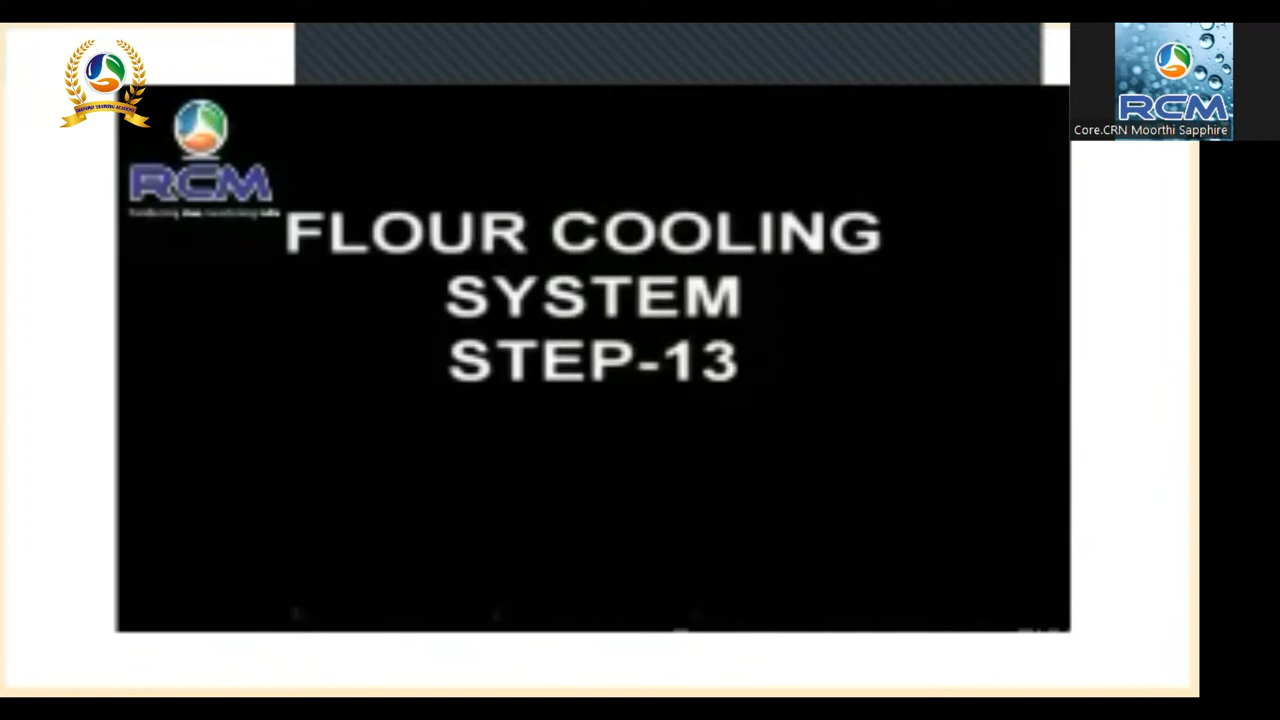 RCM
Core.CRN Moorthi Sapphire
RCM
FLOUR COOLING
SYSTEM
STEP-13